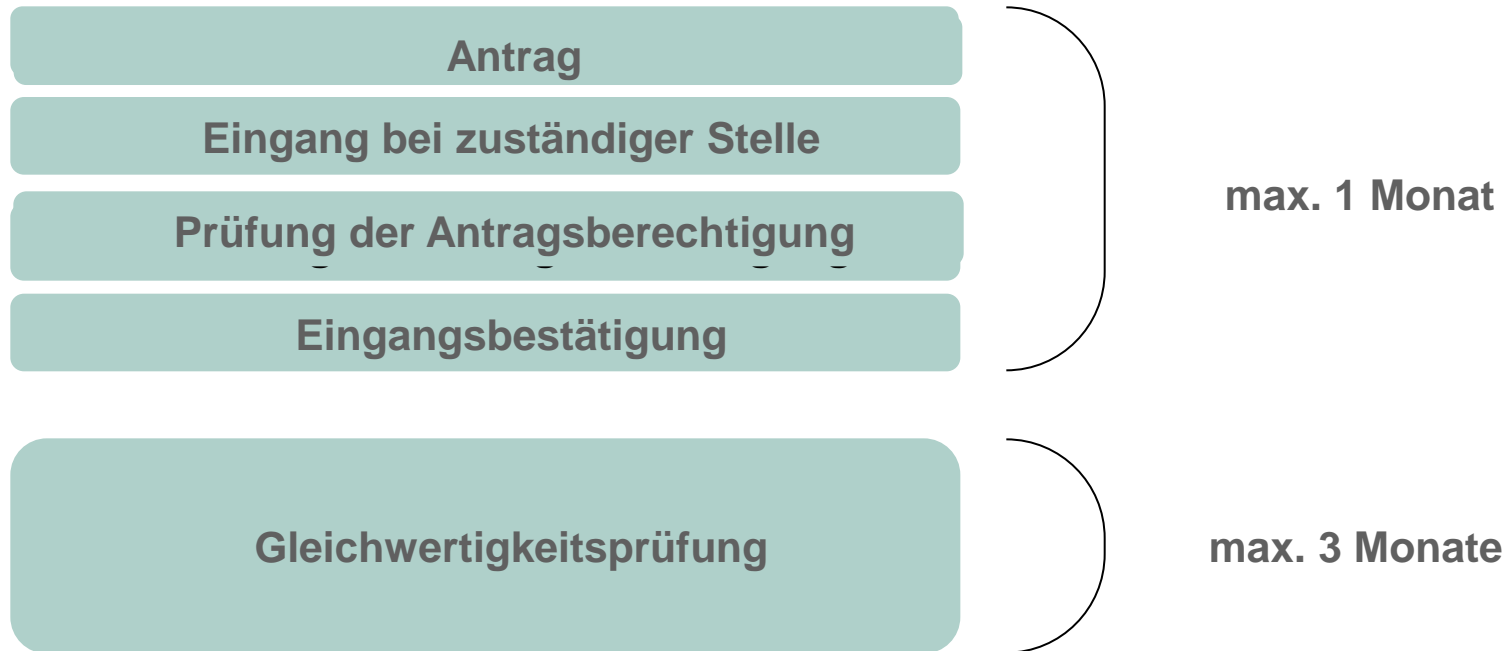 Antrag
Eingang bei zuständiger Stelle
Prüfung der Antragsberechtigung
Eingangsbestätigung
max. 1 Monat
Gleichwertigkeitsprüfung
max. 3 Monate